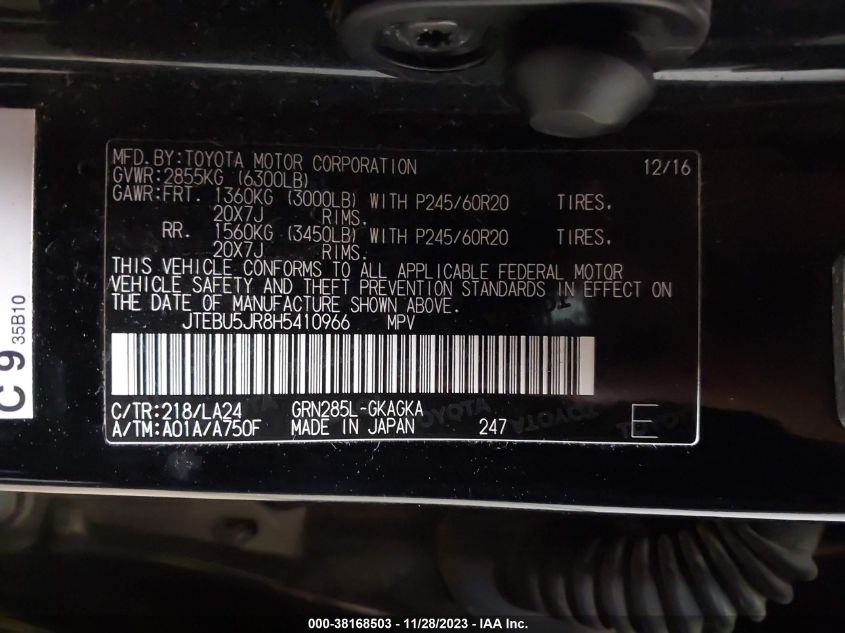 MFD.BY:TOYOTA MOTOR CORPORATION 12/16
GVWR:2855KG (6300LB)
GAWR:FRT. 1360KG (3000LB) WITH P245/60R20 TIRES,
20X7J RIMS.
RR. 1560KG (3450LB) WITH P245/60R20 TIRES,
20X7J RIMS.
THIS VEHICLE CONFORMS TO ALL APPLICABLE FEDERAL MOTOR
VEHICLE SAFETY AND THEFT PREVENTION STANDARDS IN EFFECT ON
THE DATE OF MANUFACTURE SHOWN ABOVE.
JTEBU5JR8H5410966 MPV
C/TR:218/LA24 GRN285L-GKAGKA
A/TM:A01A/A750F MADE IN JAPAN 247 E
C 9
35B10
000-38168503 - 11/28/2023 - IAA Inc.